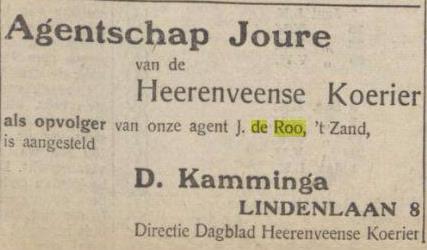 Agentschap Joure
van de
Heerenveense Koerier
als opvolger van onze agent J. de Roo, 't Zand,
is aangesteld
D. Kamminga
LINDENLAAN 8
Directie Dagblad Heerenveense Koerier